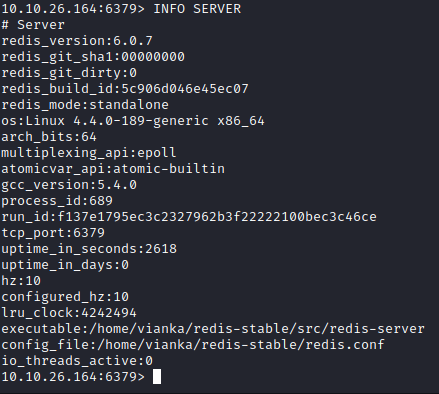 10.10.26.164:6379> INFO SERVER
# Server
redis_version:6.0.7
redis_git_sha1:00000000
redis_git_dirty:0
redis_build_id:5c906d046e45ec07
redis_mode:standalone
os:Linux 4.4.0-189-generic x86_64
arch_bits:64
multiplexing_api:epoll
atomicvar_api:atomic-builtin
gcc_version:5.4.0
process_id:689
run_id:f137e1795ec3c2327962b3f22222100bec3c46ce
tcp_port:6379
uptime_in_seconds:2618
uptime_in_days:0
hz:10
configured_hz:10
lru_clock:4242494
executable:/home/vianka/redis-stable/src/redis-server
config_file:/home/vianka/redis-stable/redis.conf
io_threads_active:0
10.10.26.164:6379>